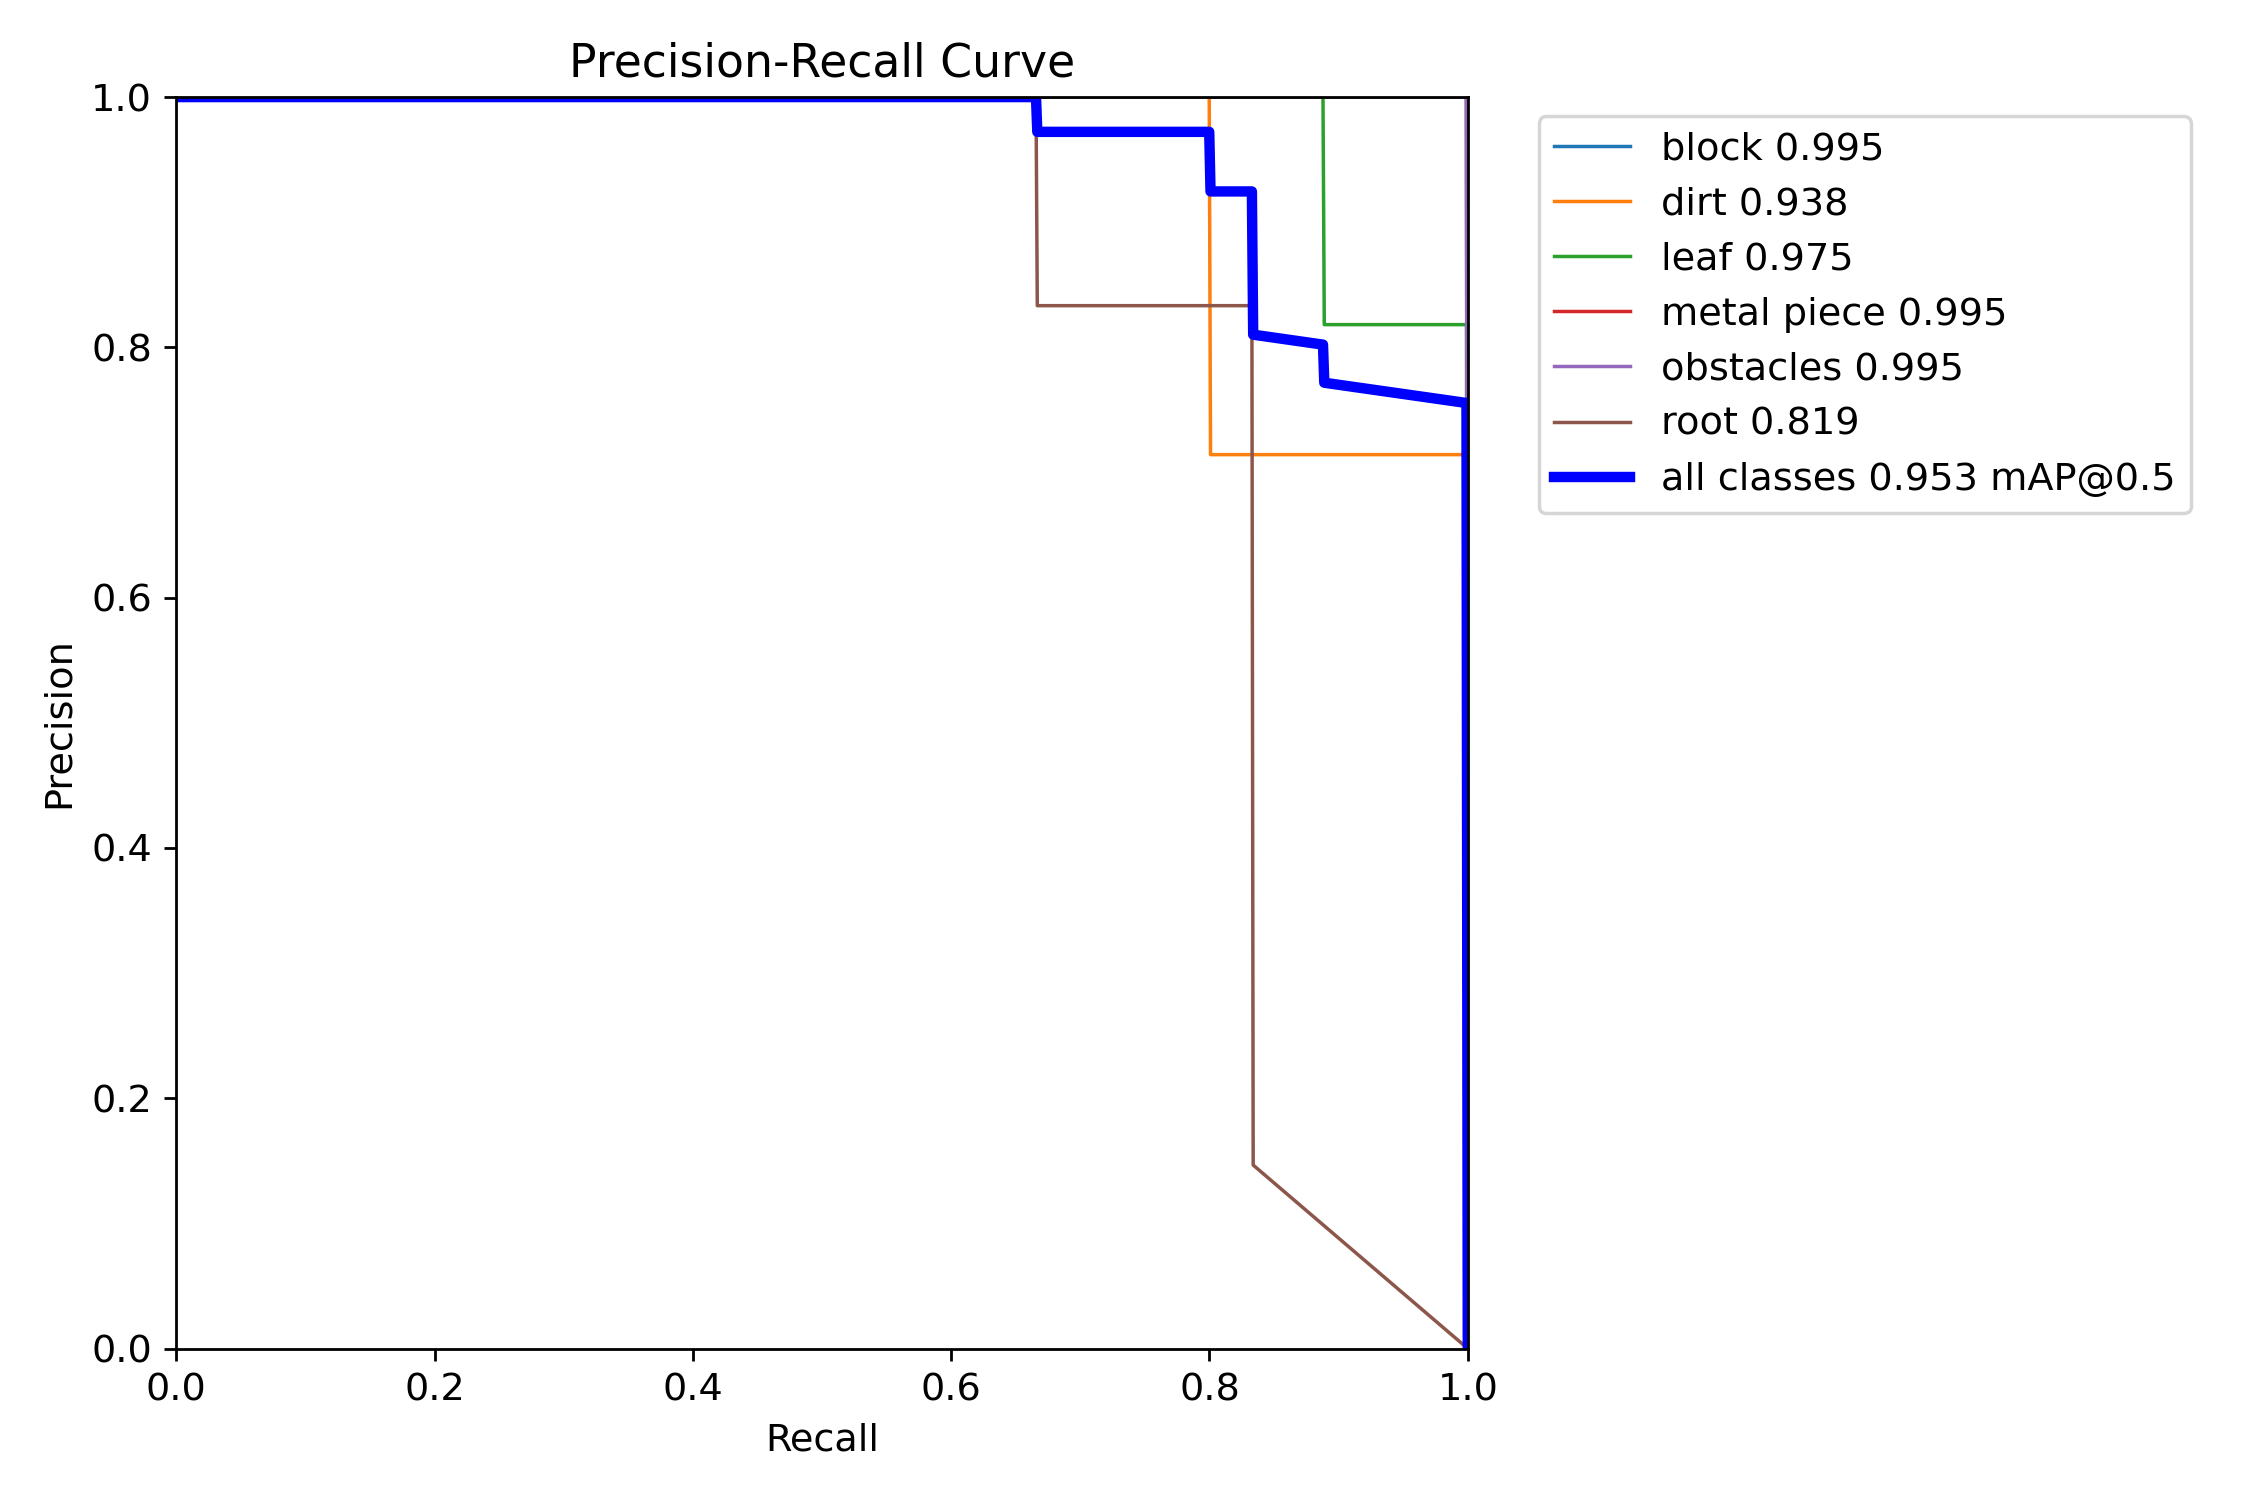 Precision-Recall Curve
1.0
0.8
0.6
0.4
0.2
0.0
Precision
0.0 0.2 0.4 0.6 0.8 1.0
Recall
block 0.995
dirt 0.938
leaf 0.975
metal piece 0.995
obstacles 0.995
root 0.819
all classes 0.953 mAP@0.5